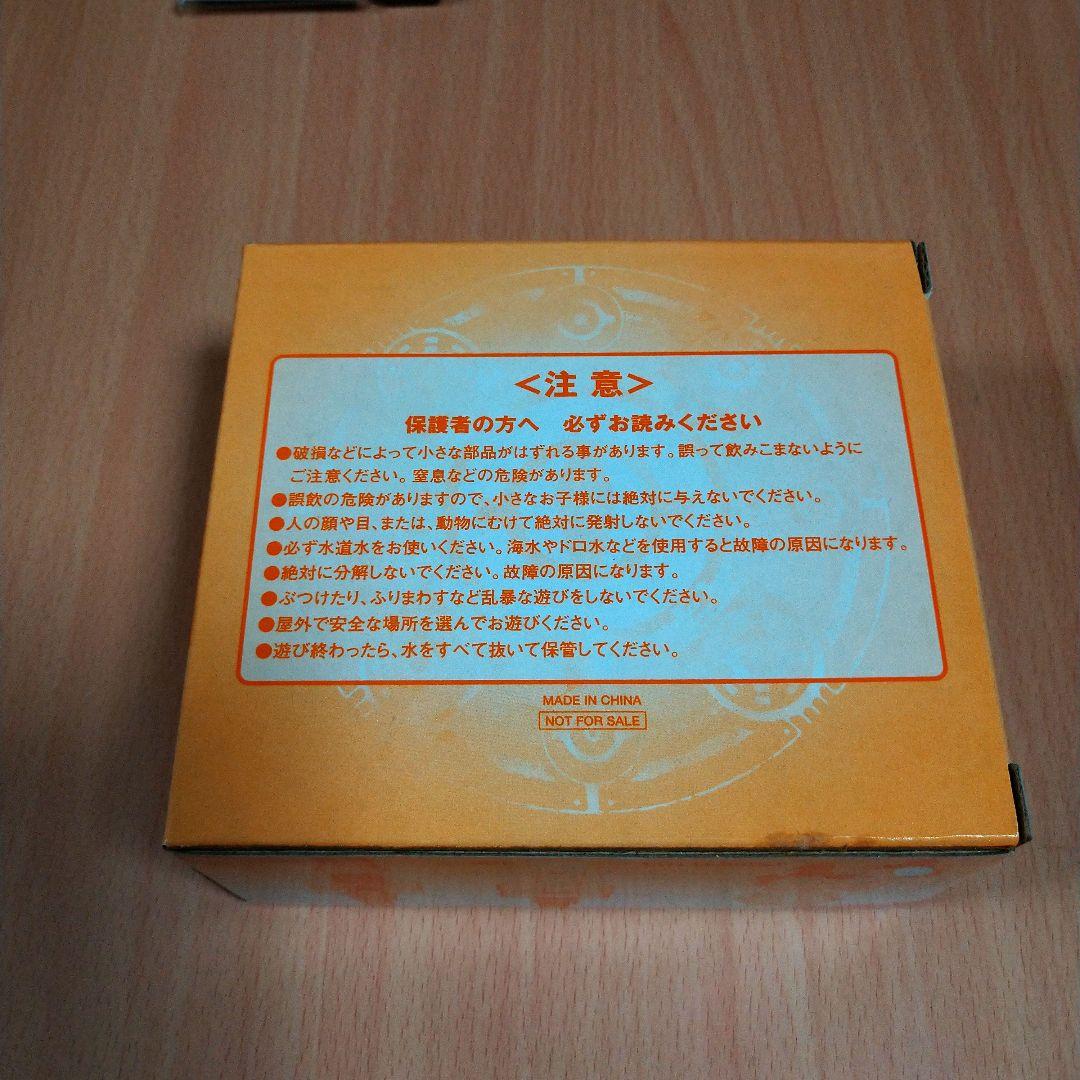 ＜注 意＞
保護者の方へ　必ずお読みください
●破損などによって小さな部品がはずれる事があります。誤って飲みこまないように
ご注意ください。窒息などの危険があります。
●誤飲の危険がありますので、小さなお子様には絶対に与えないでください。
●人の顔や目、または、動物にむけて絶対に発射しないでください。
●必ず水道水をお使いください。海水やドロ水などを使用すると故障の原因になります。
●絶対に分解しないでください。故障の原因になります。
●ぶつけたり、ふりまわすなど乱暴な遊びをしないでください。
●屋外で安全な場所を選んでお遊びください。
●遊び終わったら、水をすべて抜いて保管してください。
MADE IN CHINA
NOT FOR SALE